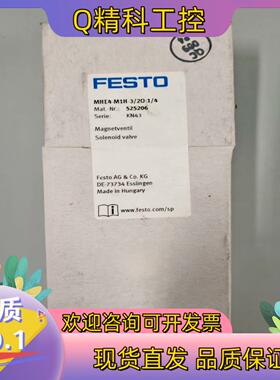 Q精科工控
FESTO
MHE4-M1H-3/2O-1/4
Mat.-Nr.: 525206
Serie: KN43
Magnetventil
Solenoid valve
Festo AG & Co. KG
DE-73734 Esslingen
Made in Hungary
www.festo.com/sp
质
0.1
欢迎咨询可开发票
现货直发 品质保证